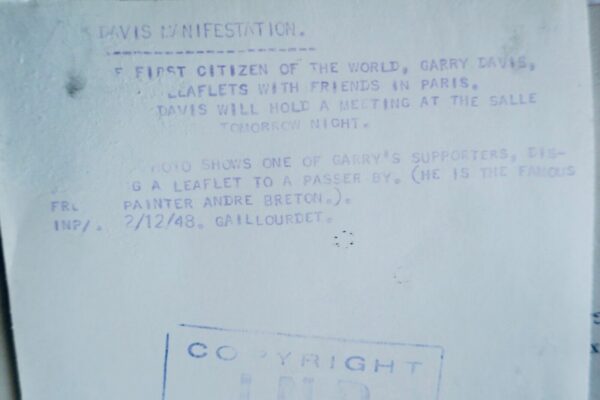 DAVIS MANIFESTATION.
FIRST CITIZEN OF THE WORLD, GARRY DAVIS,
LEAFLETS WITH FRIENDS IN PARIS.
DAVIS WILL HOLD A MEETING AT THE SALLE
TOMORROW NIGHT.
SHOWS ONE OF GARRY'S SUPPORTERS, DIS-
G A LEAFLET TO A PASSER BY. (HE IS THE FAMOUS
PAINTER ANDRE BRETON.).
INP/. 2/12/48. GAILLOURDET.
COPYRIGHT